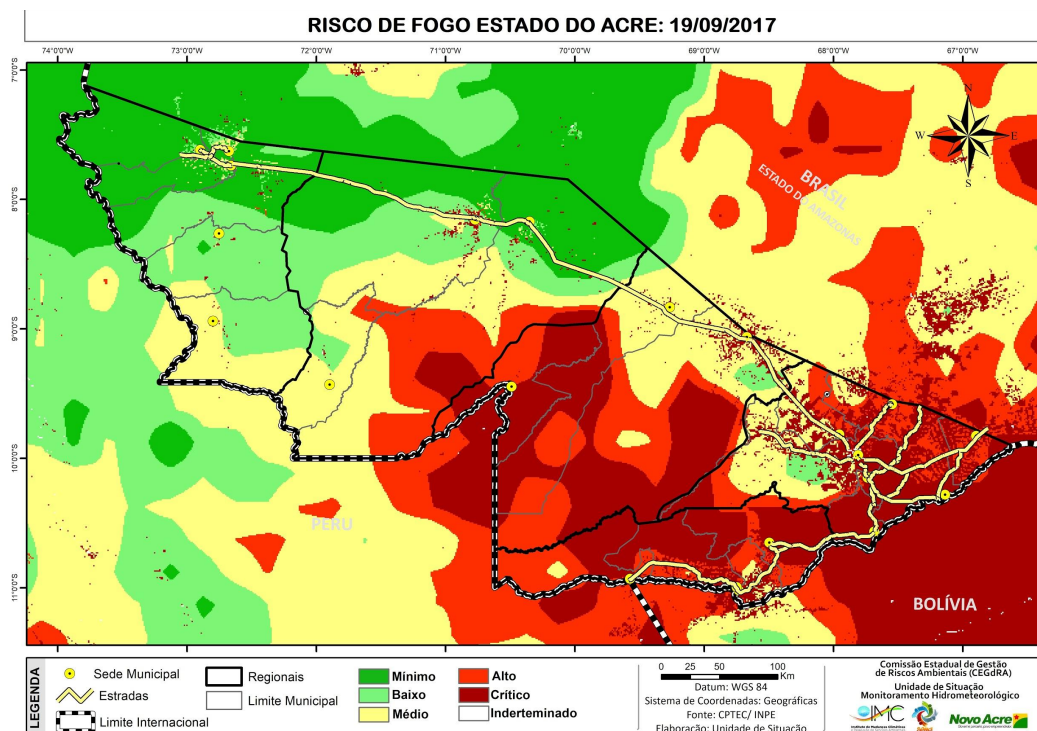 RISCO DE FOGO ESTADO DO ACRE: 19/09/2017
74°0'0"W 73°0'0"W 72°0'0"W 71°0'0"W 70°0'0"W 69°0'0"W 68°0'0"W 67°0'0"W
7°0'0"S
8°0'0"S
9°0'0"S
10°0'0"S
11°0'0"S
N
W E
S
BRASIL
ESTADO DO AMAZONAS
PERU
BOLÍVIA
LEGENDA
Sede Municipal
Estradas
Limite Internacional
Regionais
Limite Municipal
Mínimo
Baixo
Médio
Alto
Crítico
Inderteminado
0 25 50 100
Km
Datum: WGS 84
Sistema de Coordenadas: Geográficas
Fonte: CPTEC/ INPE
Elaboração: Unidade de Situação
Comissão Estadual de Gestão
de Riscos Ambientais (CEGdRA)
Unidade de Situação
Monitoramento Hidrometeorológico
IMC
Novo Acre